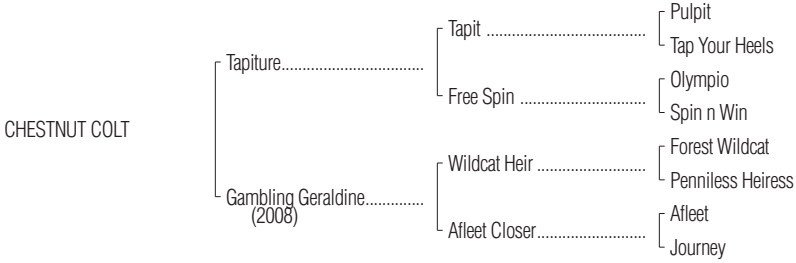 Pulpit
Tapit ....................................
Tap Your Heels
Tapiture................................
Olympio
Free Spin ............................
Spin n Win
CHESTNUT COLT
Forest Wildcat
Wildcat Heir ........................
Penniless Heiress
Gambling Geraldine.............
(2008)
Afleet
Afleet Closer........................
Journey